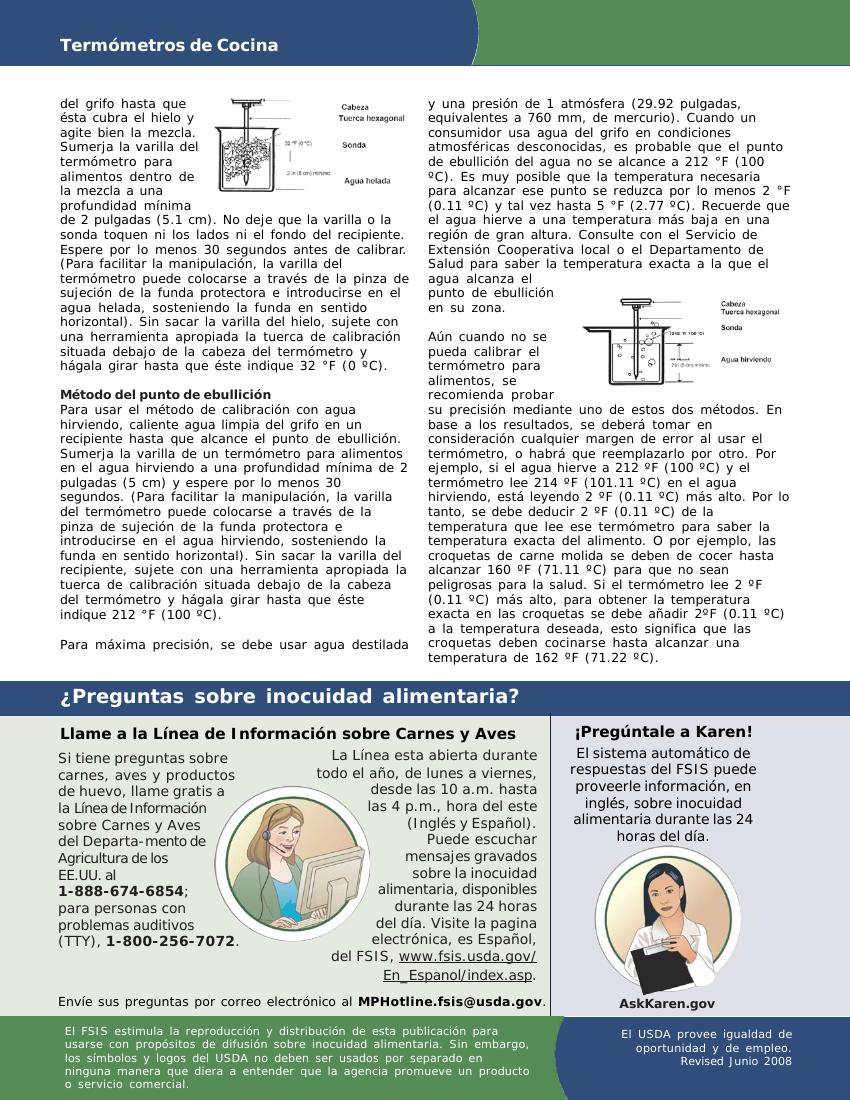 Termómetros de Cocina
del grifo hasta que
ésta cubra el hielo y
agite bien la mezcla.
Sumerja la varilla del
termómetro para
alimentos dentro de
la mezcla a una
profundidad mínima
de 2 pulgadas (5.1 cm). No deje que la varilla o la
sonda toquen ni los lados ni el fondo del recipiente.
Espere por lo menos 30 segundos antes de calibrar.
(Para facilitar la manipulación, la varilla del
termómetro puede colocarse a través de la pinza de
sujeción de la funda protectora e introducirse en el
agua helada, sosteniendo la funda en sentido
horizontal). Sin sacar la varilla del hielo, sujete con
una herramienta apropiada la tuerca de calibración
situada debajo de la cabeza del termómetro y
hágala girar hasta que éste indique 32 °F (0 ºC).
Cabeza
Tuerca hexagonal
32 °F (0 °C)
Sonda
2 in (5 cm) mínimo
Agua helada
Método del punto de ebullición
Para usar el método de calibración con agua
hirviendo, caliente agua limpia del grifo en un
recipiente hasta que alcance el punto de ebullición.
Sumerja la varilla de un termómetro para alimentos
en el agua hirviendo a una profundidad mínima de 2
pulgadas (5 cm) y espere por lo menos 30
segundos. (Para facilitar la manipulación, la varilla
del termómetro puede colocarse a través de la
pinza de sujeción de la funda protectora e
introducirse en el agua hirviendo, sosteniendo la
funda en sentido horizontal). Sin sacar la varilla del
recipiente, sujete con una herramienta apropiada la
tuerca de calibración situada debajo de la cabeza
del termómetro y hágala girar hasta que éste
indique 212 °F (100 ºC).
Para máxima precisión, se debe usar agua destilada
y una presión de 1 atmósfera (29.92 pulgadas,
equivalentes a 760 mm, de mercurio). Cuando un
consumidor usa agua del grifo en condiciones
atmosféricas desconocidas, es probable que el punto
de ebullición del agua no se alcance a 212 °F (100
ºC). Es muy posible que la temperatura necesaria
para alcanzar ese punto se reduzca por lo menos 2 °F
(0.11 ºC) y tal vez hasta 5 °F (2.77 ºC). Recuerde que
el agua hierve a una temperatura más baja en una
región de gran altura. Consulte con el Servicio de
Extensión Cooperativa local o el Departamento de
Salud para saber la temperatura exacta a la que el
agua alcanza el
punto de ebullición
en su zona.
Cabeza
Tuerca hexagonal
Sonda
(212 °F, 100 °C)
Agua hirviendo
2 in (5 cm) mínimo
Aún cuando no se
pueda calibrar el
termómetro para
alimentos, se
recomienda probar
su precisión mediante uno de estos dos métodos. En
base a los resultados, se deberá tomar en
consideración cualquier margen de error al usar el
termómetro, o habrá que reemplazarlo por otro. Por
ejemplo, si el agua hierve a 212 ºF (100 ºC) y el
termómetro lee 214 ºF (101.11 ºC) en el agua
hirviendo, está leyendo 2 ºF (0.11 ºC) más alto. Por lo
tanto, se debe deducir 2 ºF (0.11 ºC) de la
temperatura que lee ese termómetro para saber la
temperatura exacta del alimento. O por ejemplo, las
croquetas de carne molida se deben de cocer hasta
alcanzar 160 ºF (71.11 ºC) para que no sean
peligrosas para la salud. Si el termómetro lee 2 ºF
(0.11 ºC) más alto, para obtener la temperatura
exacta en las croquetas se debe añadir 2ºF (0.11 ºC)
a la temperatura deseada, esto significa que las
croquetas deben cocinarse hasta alcanzar una
temperatura de 162 ºF (71.22 ºC).
¿Preguntas sobre inocuidad alimentaria?
Llame a la Línea de Información sobre Carnes y Aves
Si tiene preguntas sobre
carnes, aves y productos
de huevo, llame gratis a
la Línea de Información
sobre Carnes y Aves
del Departa-mento de
Agricultura de los
EE.UU. al
1-888-674-6854;
para personas con
problemas auditivos
(TTY), 1-800-256-7072.
La Línea esta abierta durante
todo el año, de lunes a viernes,
desde las 10 a.m. hasta
las 4 p.m., hora del este
(Inglés y Español).
Puede escuchar
mensajes gravados
sobre la inocuidad
alimentaria, disponibles
durante las 24 horas
del día. Visite la pagina
electrónica, es Español,
del FSIS, www.fsis.usda.gov/
En_Espanol/index.asp.
Envíe sus preguntas por correo electrónico al MPHotline.fsis@usda.gov.
¡Pregúntale a Karen!
El sistema automático de
respuestas del FSIS puede
proveerle información, en
inglés, sobre inocuidad
alimentaria durante las 24
horas del día.
AskKaren.gov
El FSIS estimula la reproducción y distribución de esta publicación para
usarse con propósitos de difusión sobre inocuidad alimentaria. Sin embargo,
los símbolos y logos del USDA no deben ser usados por separado en
ninguna manera que diera a entender que la agencia promueve un producto
o servicio comercial.
El USDA provee igualdad de
oportunidad y de empleo.
Revised Junio 2008